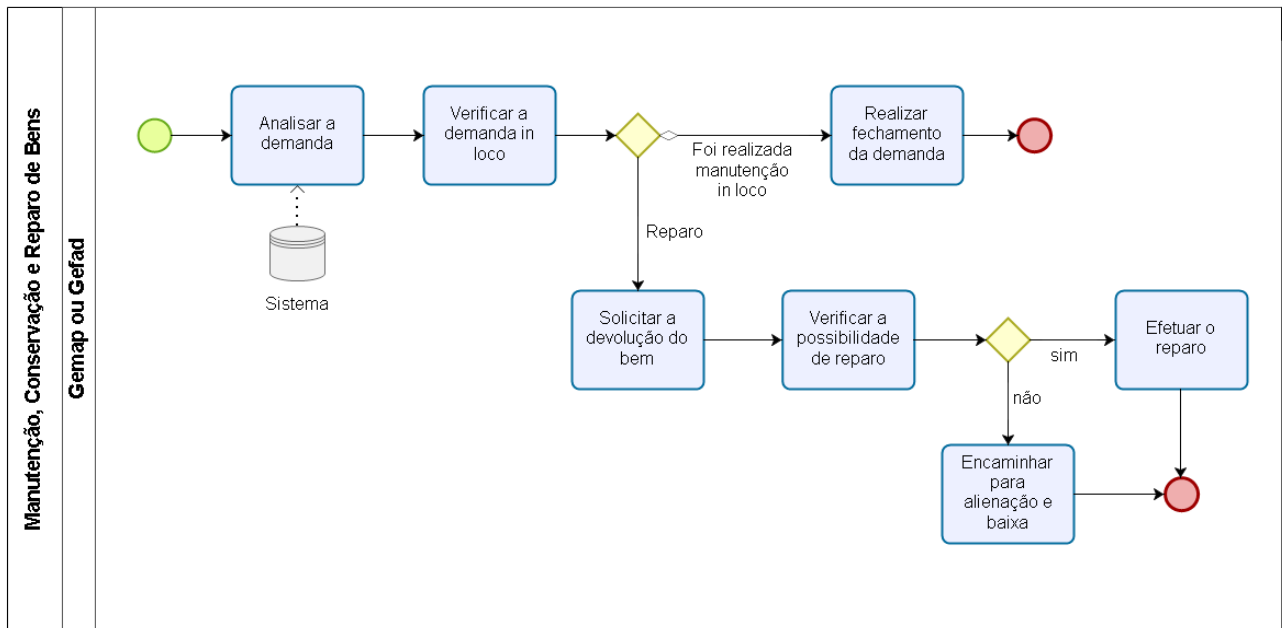 Manutenção, Conservação e Reparo de Bens
Gemap ou Gefad
Analisar a
demanda
Sistema
Verificar a
demanda in
loco
Foi realizada
manutenção
in loco
Realizar
fechamento
da demanda
Reparo
Solicitar a
devolução do
bem
Verificar a
possibilidade
de reparo
sim
Efetuar o
reparo
não
Encaminhar
para
alienação e
baixa